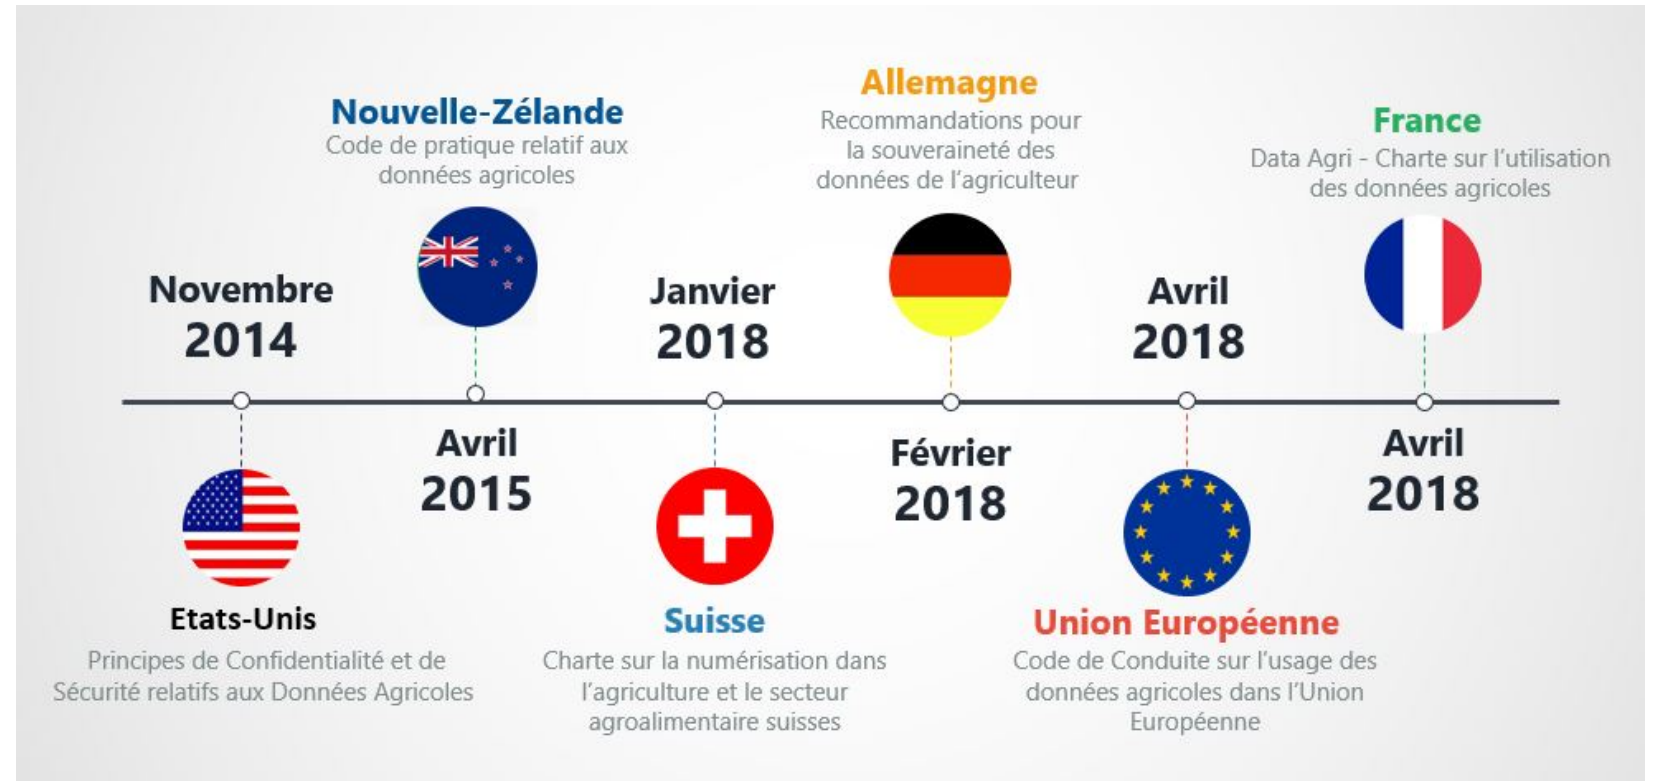 Novembre
2014
Etats-Unis
Principes de Confidentialité et de
Sécurité relatifs aux Données Agricoles
Nouvelle-Zélande
Code de pratique relatif aux
données agricoles
Avril
2015
Janvier
2018
Suisse
Charte sur la numérisation dans
l'agriculture et le secteur
agroalimentaire suisses
Allemagne
Recommandations pour
la souveraineté des
données de l'agriculteur
Février
2018
Avril
2018
Union Européenne
Code de Conduite sur l'usage des
données agricoles dans l'Union
Européenne
France
Data Agri - Charte sur l'utilisation
des données agricoles
Avril
2018